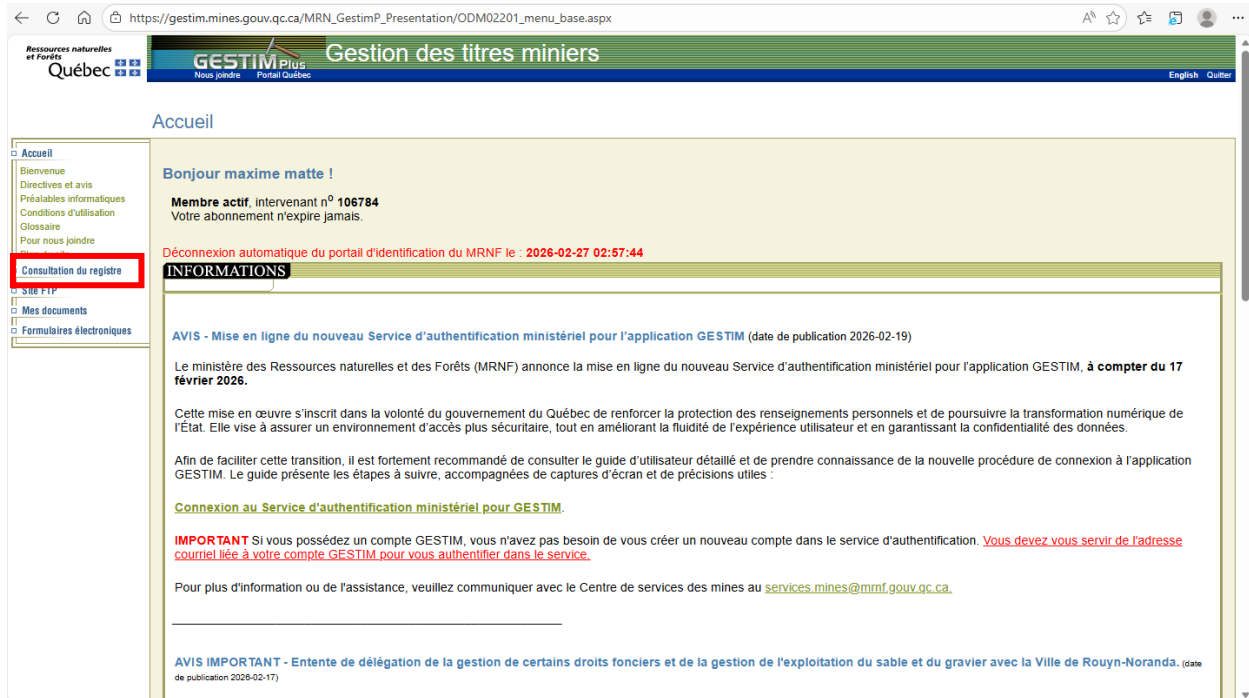 https://gestim.mines.gouv.qc.ca/MRN_GestimP_Presentation/ODM02201_menu_base.aspx
Ressources naturelles
et Forêts
Québec
GESTIM Plus
Gestion des titres miniers
Nous joindre Portail Québec
English Quitter
Accueil
Accueil
Bienvenue
Directives et avis
Préalables informatiques
Conditions d'utilisation
Glossaire
Pour nous joindre
Consultation du registre
Site FTP
Mes documents
Formulaires électroniques
Bonjour maxime matte !
Membre actif, intervenant nº 106784
Votre abonnement n'expire jamais.
Déconnexion automatique du portail d'identification du MRNF le : 2026-02-27 02:57:44
INFORMATIONS
AVIS - Mise en ligne du nouveau Service d'authentification ministériel pour l'application GESTIM (date de publication 2026-02-19)
Le ministère des Ressources naturelles et des Forêts (MRNF) annonce la mise en ligne du nouveau Service d'authentification ministériel pour l'application GESTIM, à compter du 17
février 2026.
Cette mise en œuvre s'inscrit dans la volonté du gouvernement du Québec de renforcer la protection des renseignements personnels et de poursuivre la transformation numérique de
l'État. Elle vise à assurer un environnement d'accès plus sécuritaire, tout en améliorant la fluidité de l'expérience utilisateur et en garantissant la confidentialité des données.
Afin de faciliter cette transition, il est fortement recommandé de consulter le guide d'utilisateur détaillé et de prendre connaissance de la nouvelle procédure de connexion à l'application
GESTIM. Le guide présente les étapes à suivre, accompagnées de captures d'écran et de précisions utiles :
Connexion au Service d'authentification ministériel pour GESTIM.
IMPORTANT Si vous possédez un compte GESTIM, vous n'avez pas besoin de vous créer un nouveau compte dans le service d'authentification. Vous devez vous servir de l'adresse
courriel liée à votre compte GESTIM pour vous authentifier dans le service.
Pour plus d'information ou de l'assistance, veuillez communiquer avec le Centre de services des mines au services.mines@mrnf.gouv.qc.ca.
AVIS IMPORTANT - Entente de délégation de la gestion de certains droits fonciers et de la gestion de l'exploitation du sable et du gravier avec la Ville de Rouyn-Noranda. (date
de publication 2026-02-17)